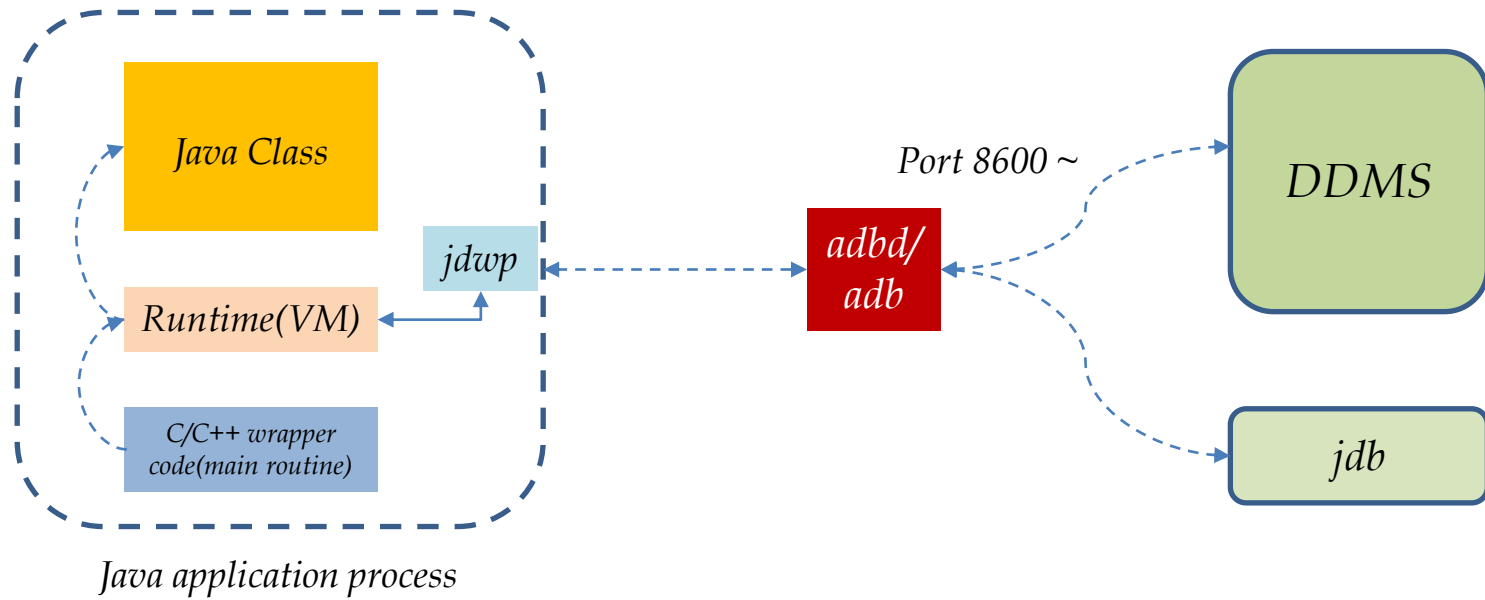 Java Class
Port 8600 ~
DDMS
jdwp
adbd/
adb
Runtime(VM)
C/C++ wrapper
code(main routine)
jdb
Java application process